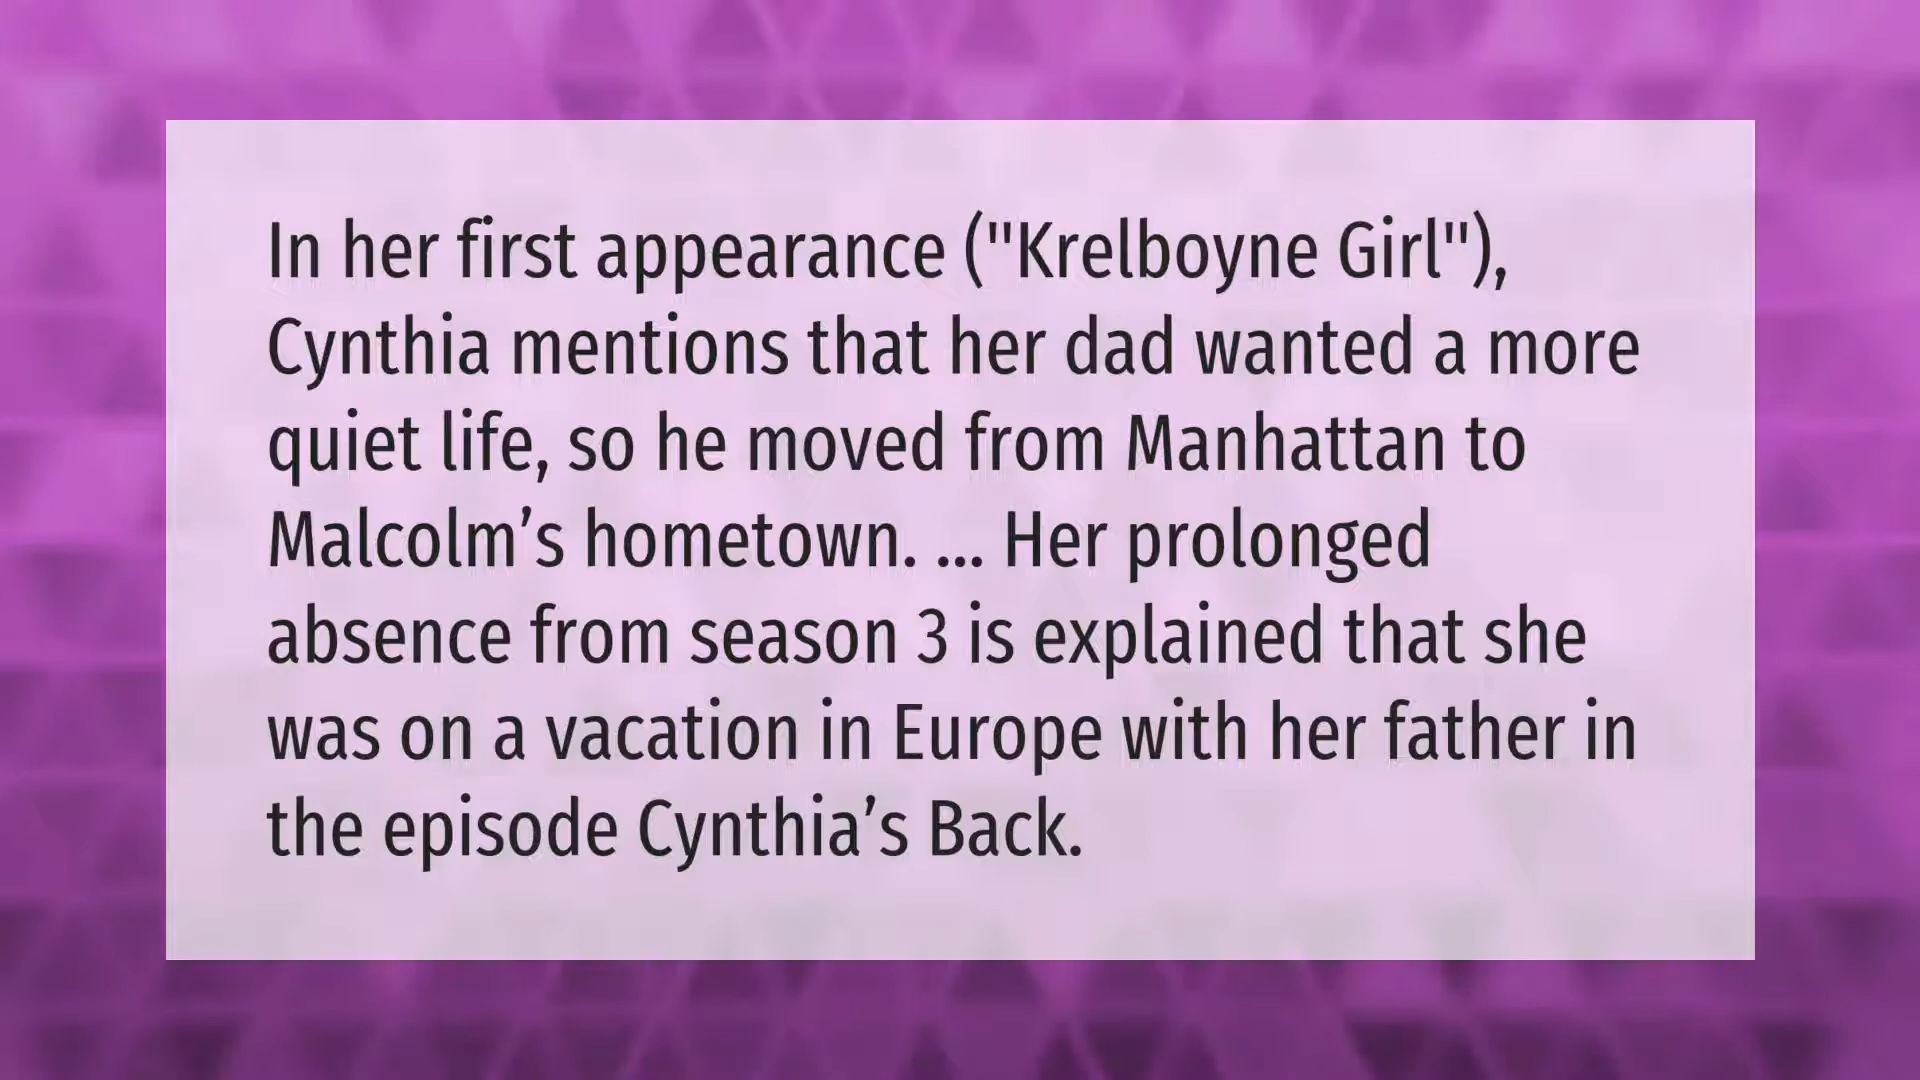 In her first appearance ("Krelboyne Girl"),
Cynthia mentions that her dad wanted a more
quiet life, so he moved from Manhattan to
Malcolm’s hometown. ... Her prolonged
absence from season 3 is explained that she
was on a vacation in Europe with her father in
the episode Cynthia’s Back.